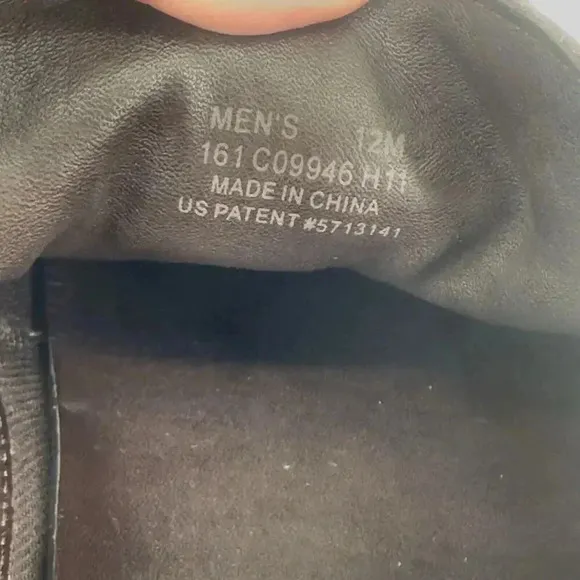 MEN'S 12M
161 C09946 H11
MADE IN CHINA
US PATENT #5713141